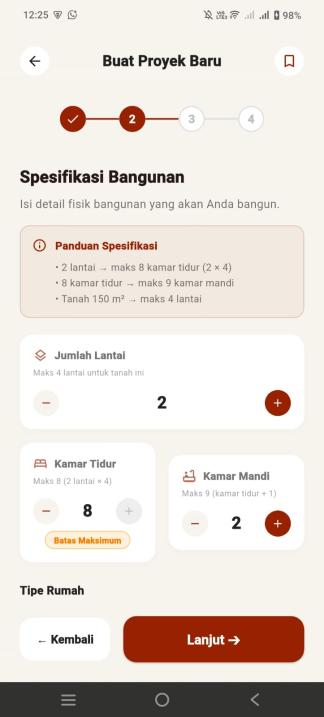 12:25
98%
Buat Proyek Baru
2
3
4
Spesifikasi Bangunan
Isi detail fisik bangunan yang akan Anda bangun.
Panduan Spesifikasi
• 2 lantai → maks 8 kamar tidur (2 × 4)
• 8 kamar tidur → maks 9 kamar mandi
• Tanah 150 m² → maks 4 lantai
Jumlah Lantai
Maks 4 lantai untuk tanah ini
− 2 +
Kamar Tidur
Maks 8 (2 lantai × 4)
− 8 +
Batas Maksimum
Kamar Mandi
Maks 9 (kamar tidur + 1)
− 2 +
Tipe Rumah
← Kembali
Lanjut →